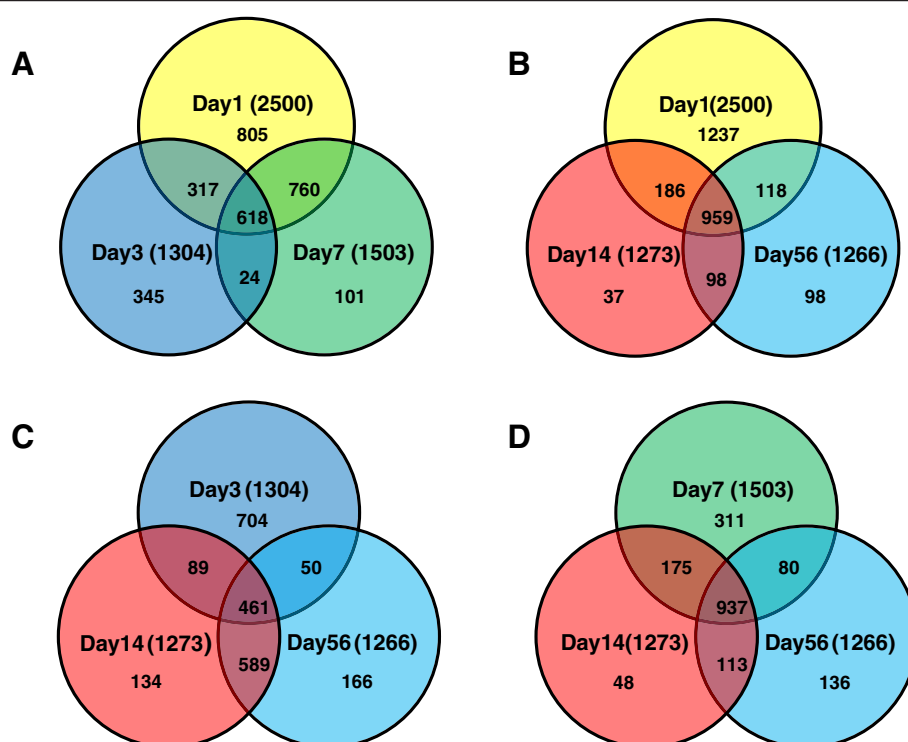 A
Day1 (2500)
805
317
760
618
Day3 (1304)
Day7 (1503)
24
345
101
B
Day1(2500)
1237
186
118
959
Day14 (1273)
Day56 (1266)
98
37
98
C
Day3 (1304)
704
89
50
461
Day14 (1273)
Day56 (1266)
589
134
166
D
Day7 (1503)
311
175
80
937
Day14(1273)
Day56 (1266)
113
48
136